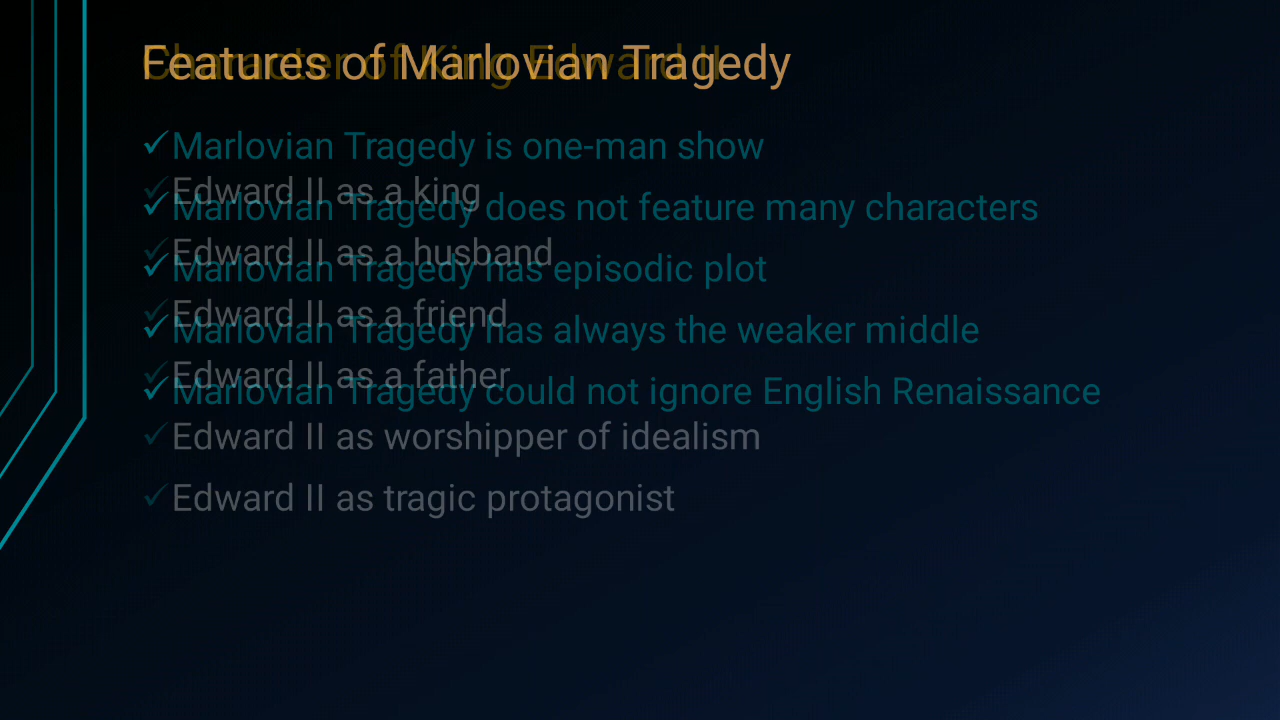 Features of Marlovian Tragedy
Character of King Edward II
✓Marlovian Tragedy is one-man show
✓Edward II as a king
✓Marlovian Tragedy does not feature many characters
✓Edward II as a husband
✓Marlovian Tragedy has episodic plot
✓Edward II as a friend
✓Marlovian Tragedy has always the weaker middle
✓Edward II as a father
✓Marlovian Tragedy could not ignore English Renaissance
✓Edward II as worshipper of idealism
✓Edward II as tragic protagonist